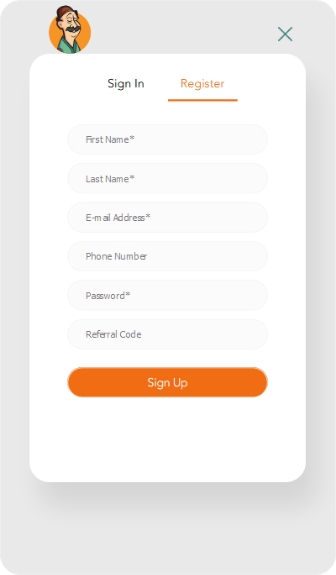 Sign In Register
First Name*
Last Name*
E-mail Address*
Phone Number
Password*
Referral Code
Sign Up